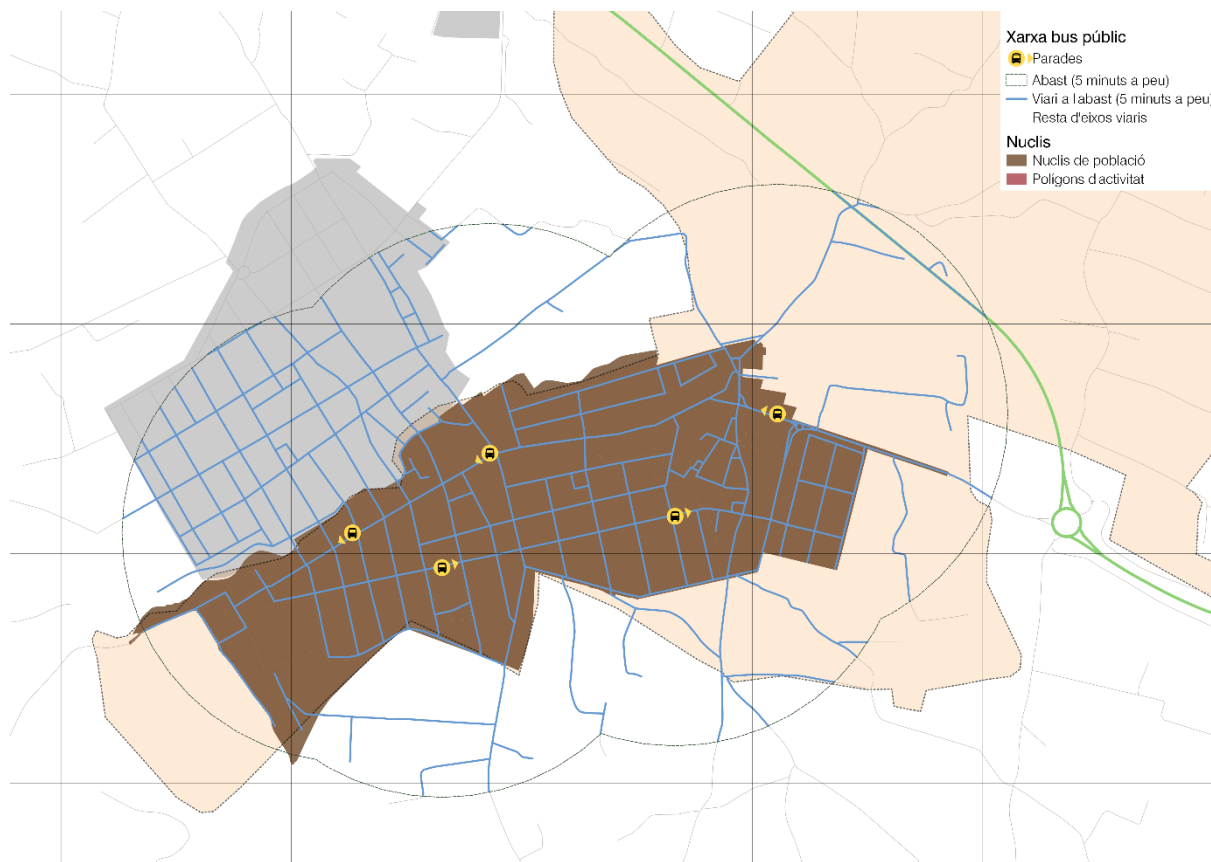 Xarxa bus públic
Parades
Abast (5 minuts a peu)
Viari a l'abast (5 minuts a peu)
Resta d'eixos viaris
Nuclis
Nuclis de població
Polígons d'activitat